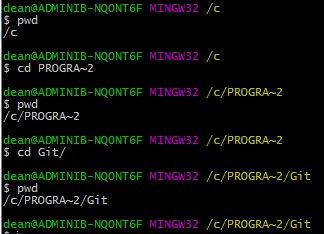 dean@ADMINIB-NQONT6F MINGW32 /c
$ pwd
/c
dean@ADMINIB-NQONT6F MINGW32 /c
$ cd PROGRA~2
dean@ADMINIB-NQONT6F MINGW32 /c/PROGRA~2
$ pwd
/c/PROGRA~2
dean@ADMINIB-NQONT6F MINGW32 /c/PROGRA~2
$ cd Git/
dean@ADMINIB-NQONT6F MINGW32 /c/PROGRA~2/Git
$ pwd
/c/PROGRA~2/Git
dean@ADMINIB-NQONT6F MINGW32 /c/PROGRA~2/Git